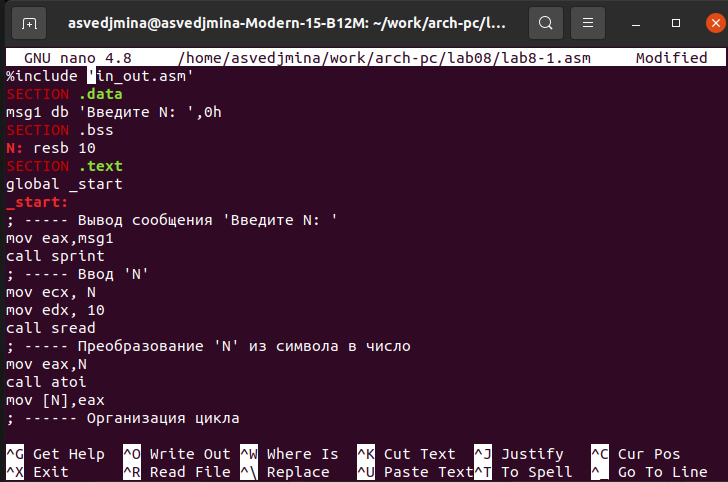 asvedjmina@asvedjmina-Modern-15-B12M: ~/work/arch-pc/l...
GNU nano 4.8 /home/asvedjmina/work/arch-pc/lab08/lab8-1.asm Modified
%include 'in_out.asm'
SECTION .data
msg1 db 'Введите N: ',0h
SECTION .bss
N: resb 10
SECTION .text
global _start
_start:
; ----- Вывод сообщения 'Введите N: '
mov eax,msg1
call sprint
; ----- Ввод 'N'
mov ecx, N
mov edx, 10
call sread
; ----- Преобразование 'N' из символа в число
mov eax,N
call atoi
mov [N],eax
; ------ Организация цикла
^G Get Help ^O Write Out ^W Where Is ^K Cut Text ^J Justify ^C Cur Pos
^X Exit ^R Read File ^\ Replace ^U Paste Text ^T To Spell ^_ Go To Line